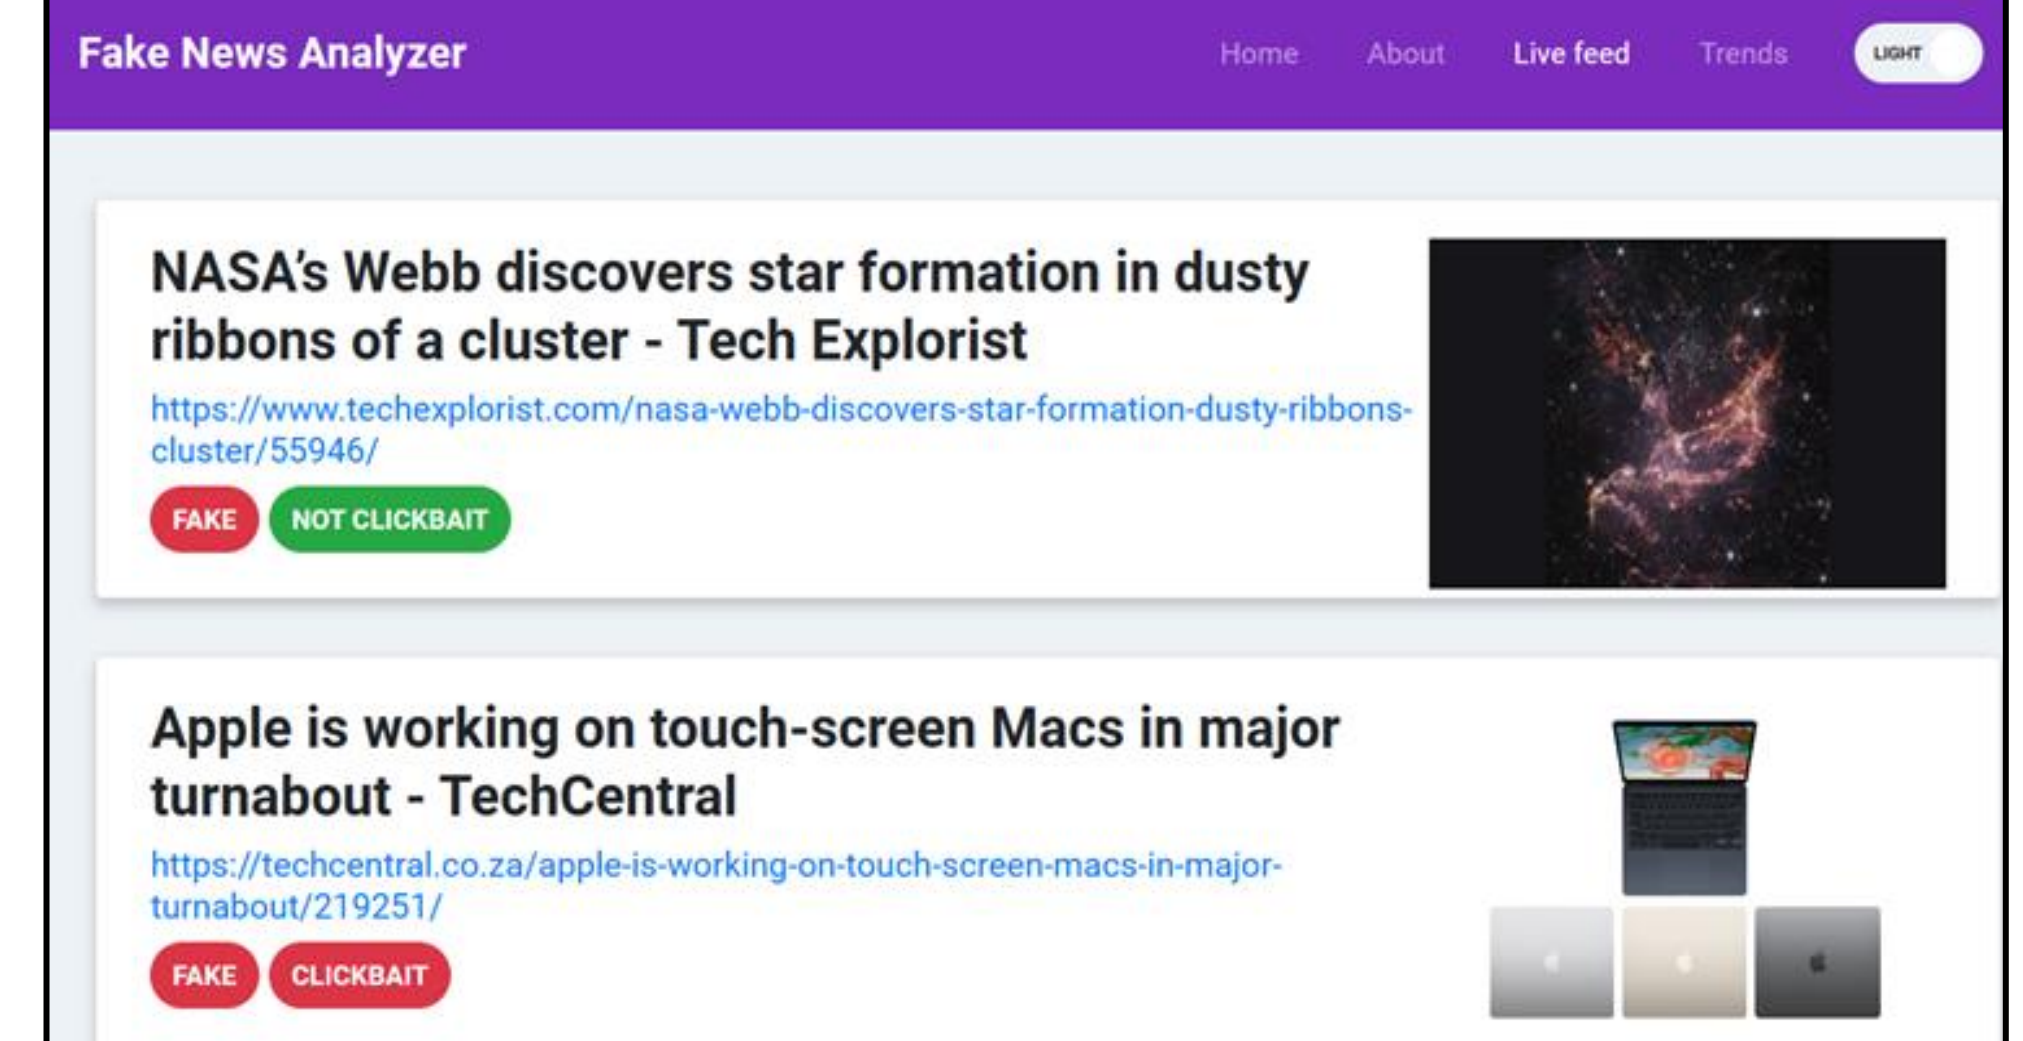 Fake News Analyzer
Home
About
Live feed
Trends
LIGHT
NASA’s Webb discovers star formation in dusty
ribbons of a cluster - Tech Explorist
https://www.techexplorist.com/nasa-webb-discovers-star-formation-dusty-ribbons-
cluster/55946/
FAKE
NOT CLICKBAIT
Apple is working on touch-screen Macs in major
turnabout - TechCentral
https://techcentral.co.za/apple-is-working-on-touch-screen-macs-in-major-
turnabout/219251/
FAKE
CLICKBAIT